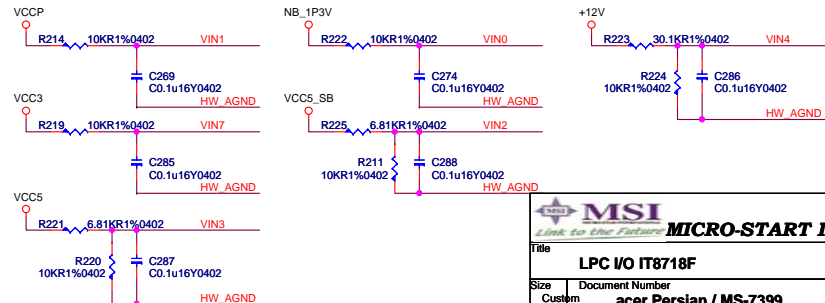 VCCP
R214 10KR1%0402 VIN1
C269
C0.1u16Y0402
HW_AGND
VCC3
R219 10KR1%0402 VIN7
C285
C0.1u16Y0402
HW_AGND
VCC5
R221 6.81KR1%0402 VIN3
R220
10KR1%0402
C287
C0.1u16Y0402
HW_AGND
NB_1P3V
R222 10KR1%0402 VIN0
C274
C0.1u16Y0402
HW_AGND
VCC5_SB
R225 6.81KR1%0402 VIN2
R211
10KR1%0402
C288
C0.1u16Y0402
HW_AGND
+12V
R223 30.1KR1%0402 VIN4
R224
10KR1%0402
C286
C0.1u16Y0402
HW_AGND
MSI
Link to the Future
MICRO-START I
Title
LPC I/O IT8718F
Size
Custom
Document Number
acer Persian / MS-7399